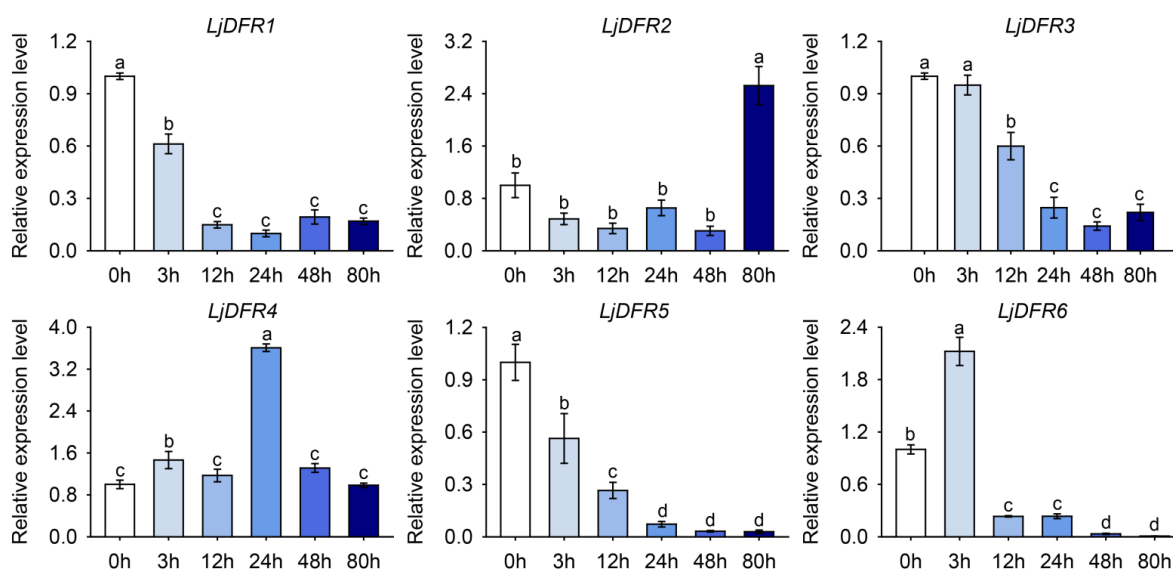 LjDFR1
Relative expression level
1.2
0.9
0.6
0.3
0.0
a
b
c
c
c
c
0h 3h 12h 24h 48h 80h
LjDFR2
Relative expression level
3.2
2.4
1.6
0.8
0.0
b
b
b
b
b
a
0h 3h 12h 24h 48h 80h
LjDFR3
Relative expression level
1.2
0.9
0.6
0.3
0.0
a
a
b
c
c
c
0h 3h 12h 24h 48h 80h
LjDFR4
Relative expression level
4.0
3.2
2.4
1.6
0.8
0.0
c
b
c
a
c
c
0h 3h 12h 24h 48h 80h
LjDFR5
Relative expression level
1.2
0.9
0.6
0.3
0.0
a
b
c
d
d
d
0h 3h 12h 24h 48h 80h
LjDFR6
Relative expression level
2.4
1.8
1.2
0.6
0.0
b
a
c
c
d
d
0h 3h 12h 24h 48h 80h